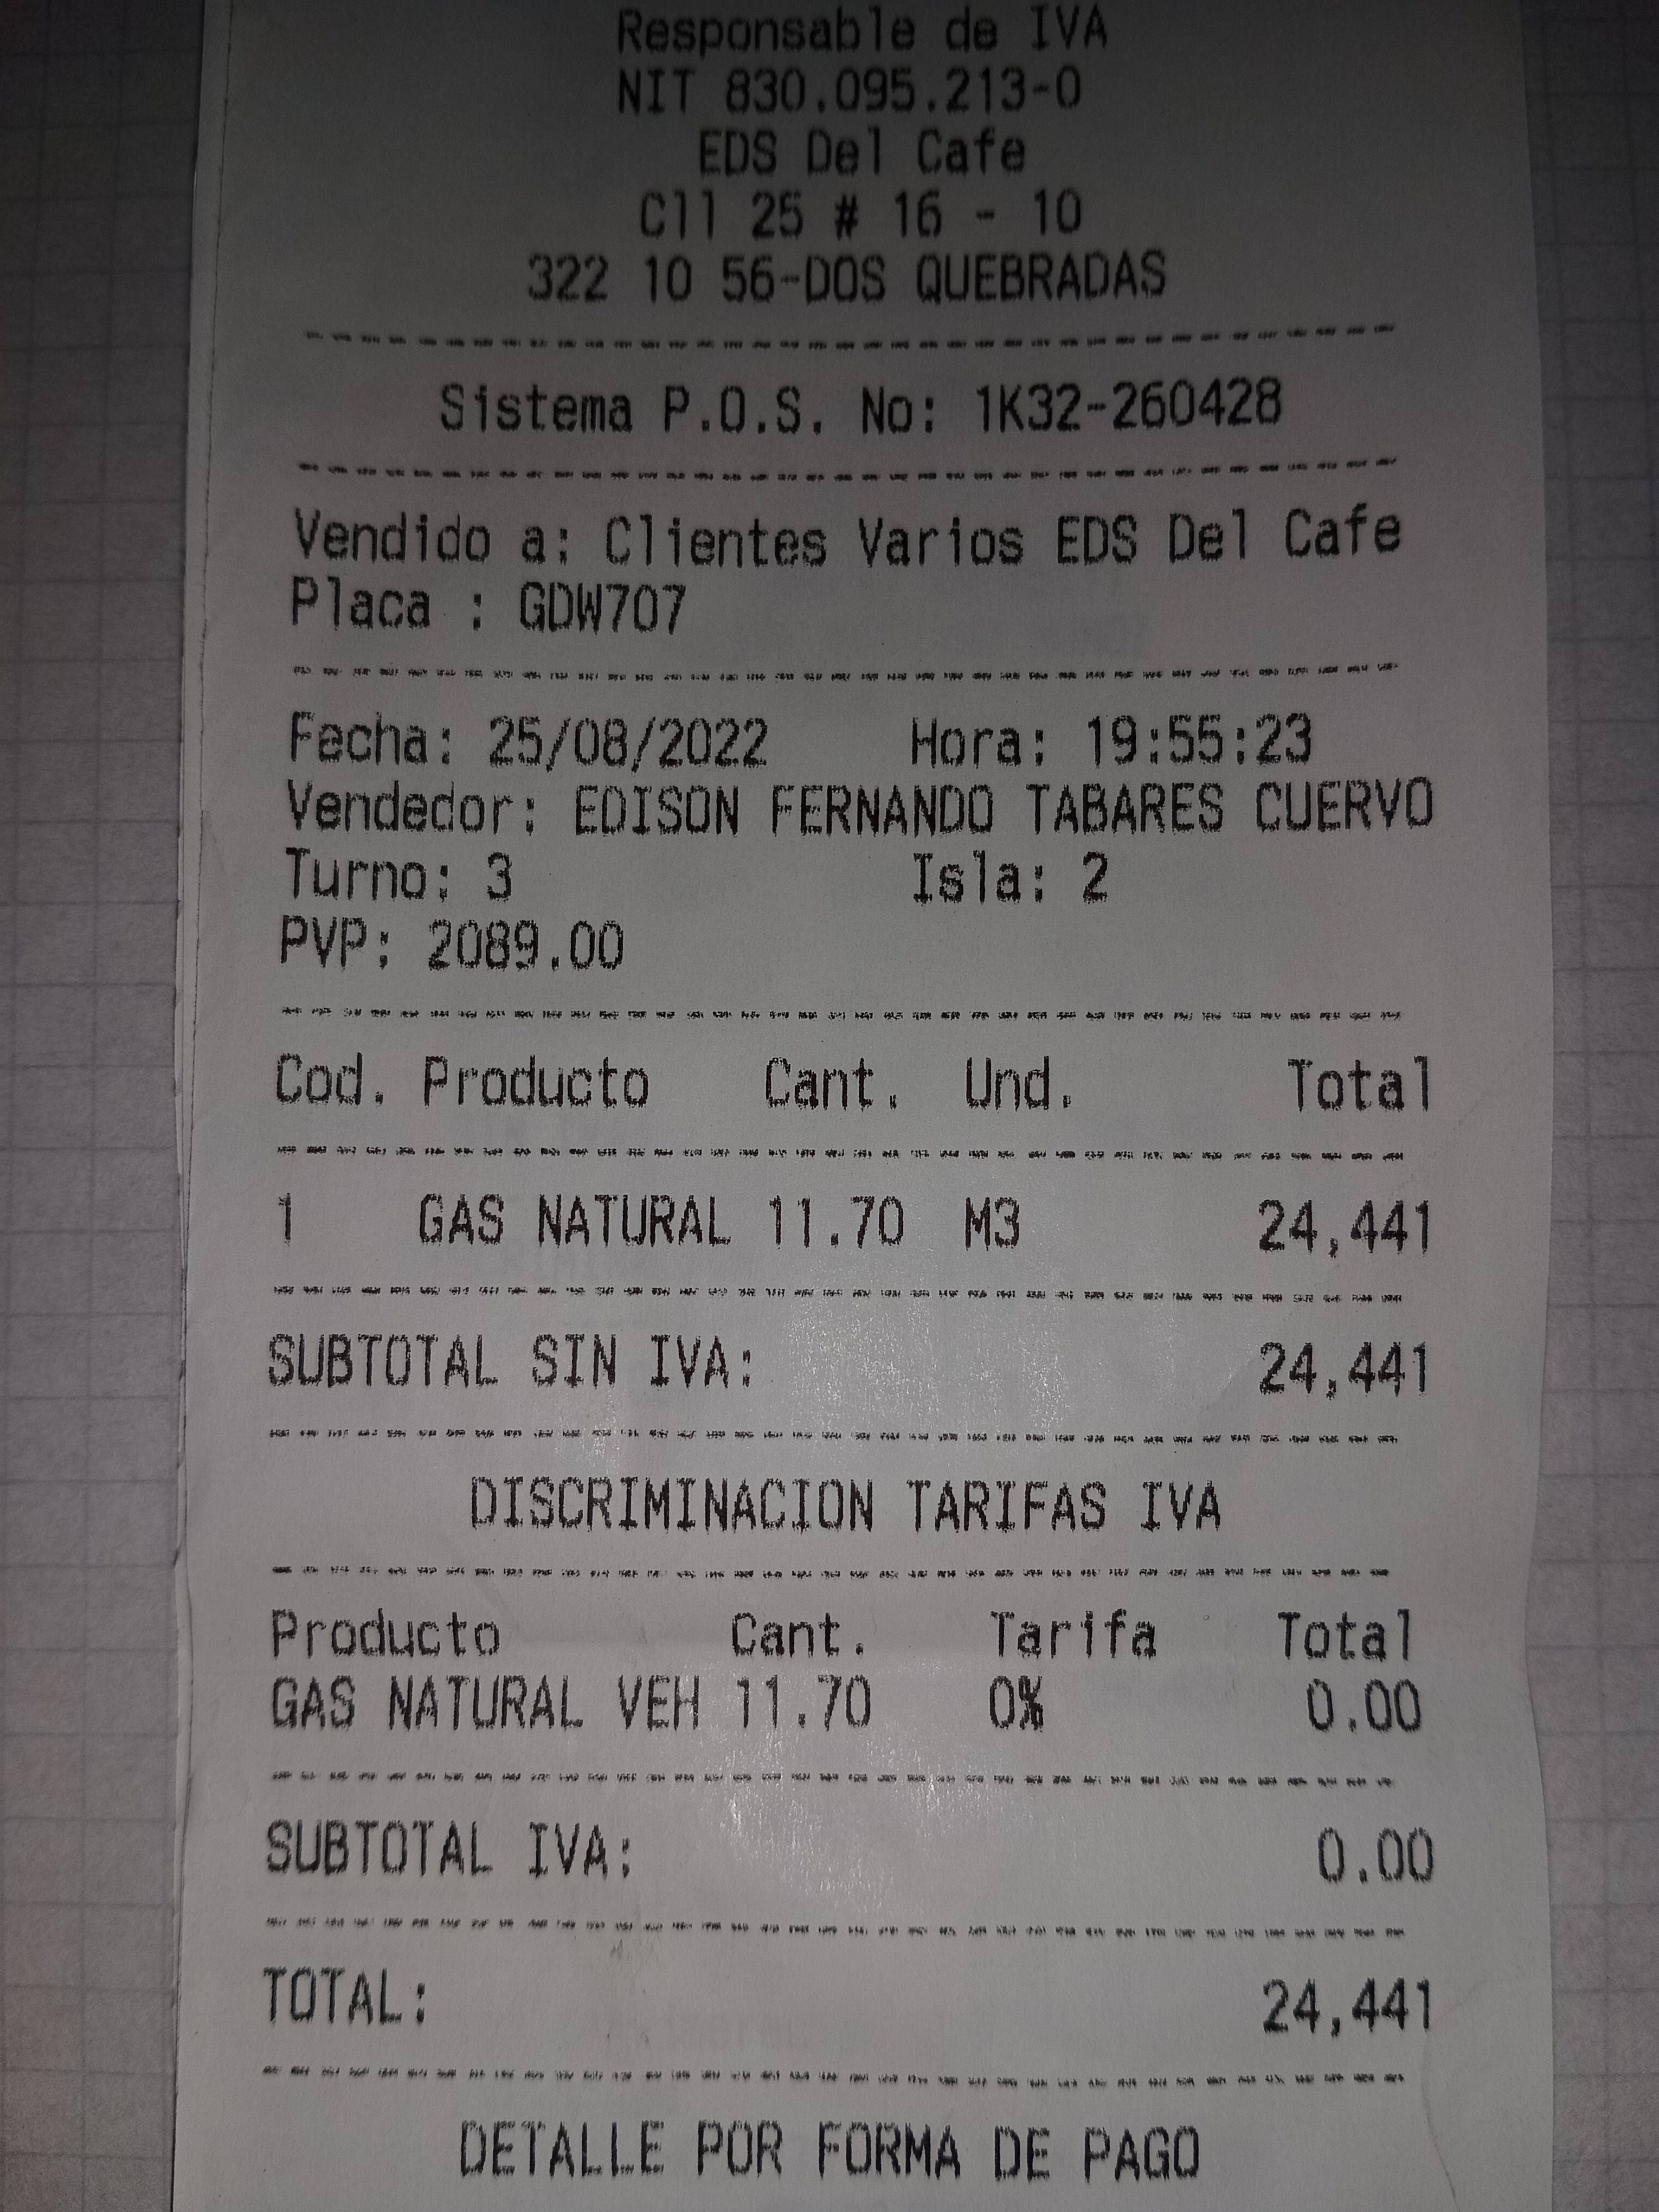 Responsable de IVA
NIT 830.095.213-0
EDS Del Cafe
Cll 25 # 16 - 10
322 10 56-DOS QUEBRADAS
Sistema P.O.S. No: 1K32-260428
Vendido a: Clientes Varios EDS Del Cafe
Placa : GDW707
Fecha: 25/08/2022 Hora: 19:55:23
Vendedor: EDISON FERNANDO TABARES CUERVO
Turno: 3 Isla: 2
PVP: 2089.00
Cod. Producto Cant. Und. Total
1 GAS NATURAL 11.70 M3 24,441
SUBTOTAL SIN IVA: 24,441
DISCRIMINACION TARIFAS IVA
Producto Cant. Tarifa Total
GAS NATURAL VEH 11.70 0% 0.00
SUBTOTAL IVA: 0.00
TOTAL: 24,441
DETALLE POR FORMA DE PAGO